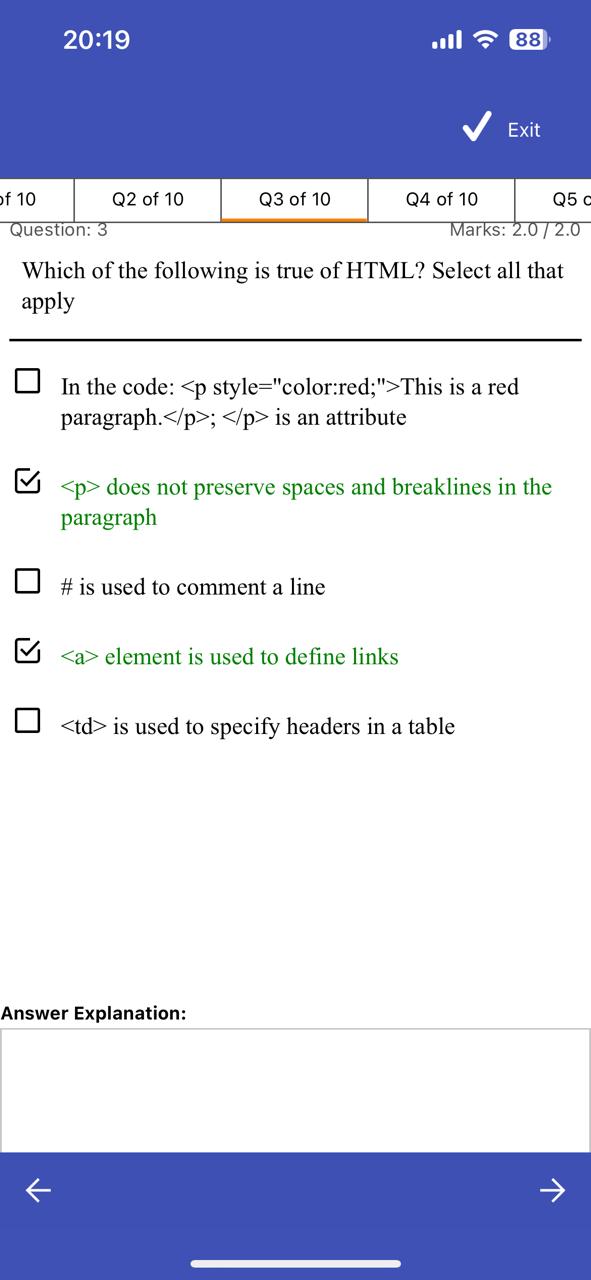 20:19
88
Exit
of 10
Q2 of 10
Q3 of 10
Q4 of 10
Q5 o
Question: 3
Marks: 2.0 / 2.0
Which of the following is true of HTML? Select all that
apply
In the code: <p style="color:red;">This is a red
paragraph.</p>; </p> is an attribute
<p> does not preserve spaces and breaklines in the
paragraph
# is used to comment a line
<a> element is used to define links
<td> is used to specify headers in a table
Answer Explanation: